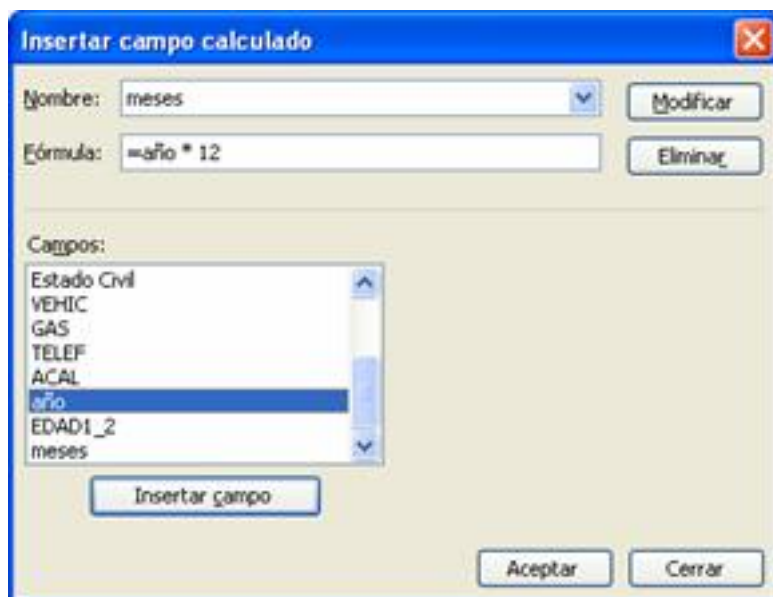 Insertar campo calculado
Nombre: meses Modificar
Fórmula: =año * 12 Eliminar
Campos:
Estado Civil
VEHIC
GAS
TELEF
ACAL
año
EDAD1_2
meses
Insertar campo
Aceptar Cerrar